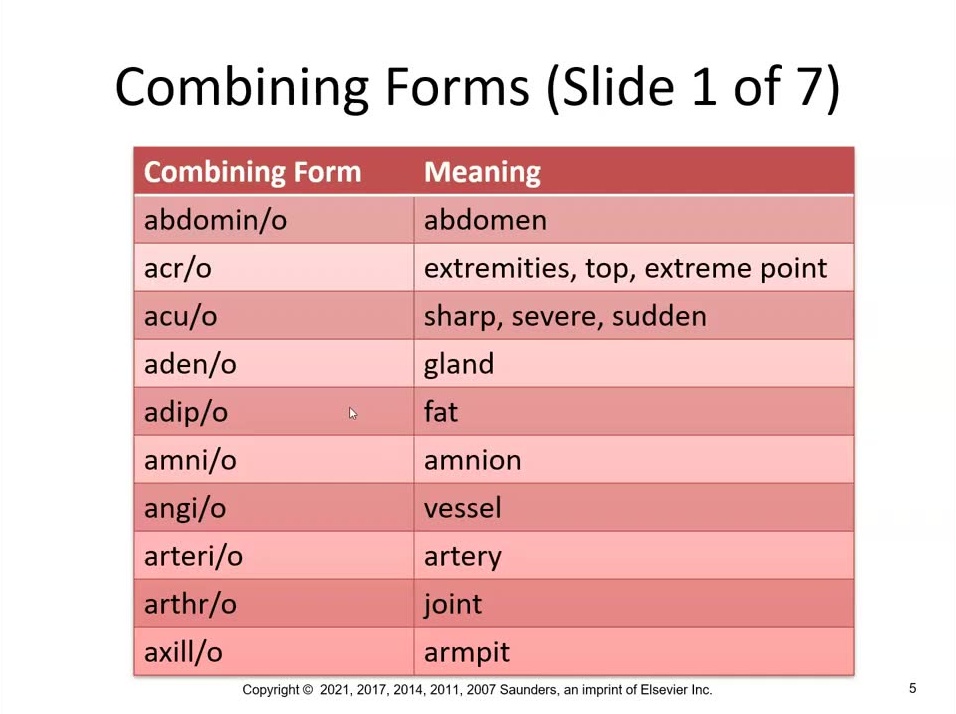 Combining Forms (Slide 1 of 7)
Combining Form Meaning
abdomin/o abdomen
acr/o extremities, top, extreme point
acu/o sharp, severe, sudden
aden/o gland
adip/o fat
amni/o amnion
angi/o vessel
arteri/o artery
arthr/o joint
axill/o armpit
Copyright © 2021, 2017, 2014, 2011, 2007 Saunders, an imprint of Elsevier Inc. 5